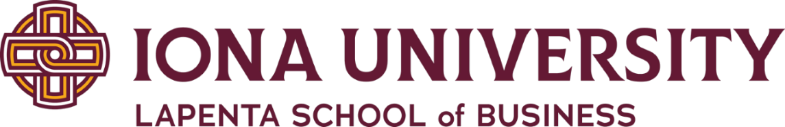 IONA UNIVERSITY
LAPENTA SCHOOL of BUSINESS